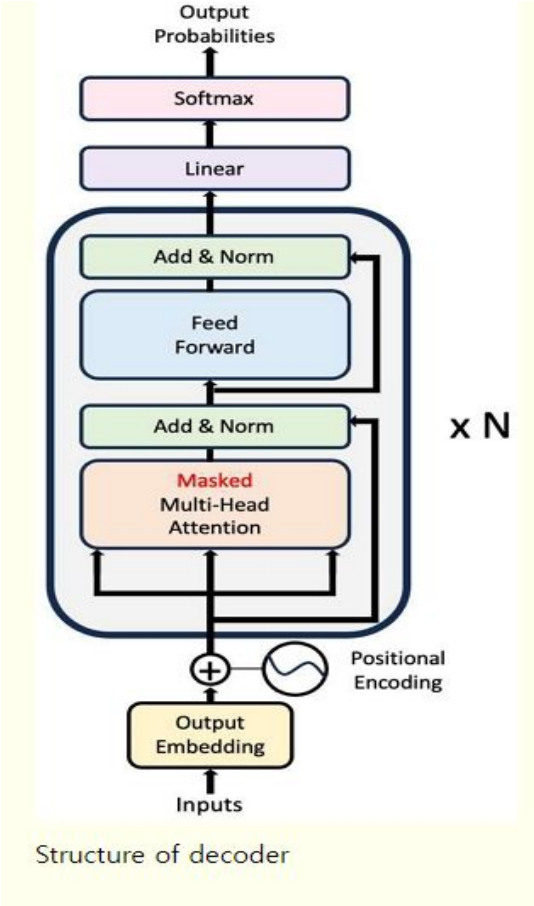 Output
Probabilities
Softmax
Linear
Add & Norm
Feed
Forward
Add & Norm
x N
Masked
Multi-Head
Attention
Positional
Encoding
Output
Embedding
Inputs
Structure of decoder